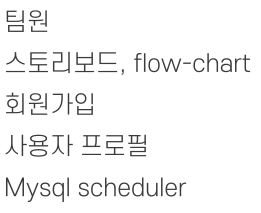 팀원
스토리보드, flow-chart
회원가입
사용자 프로필
Mysql scheduler